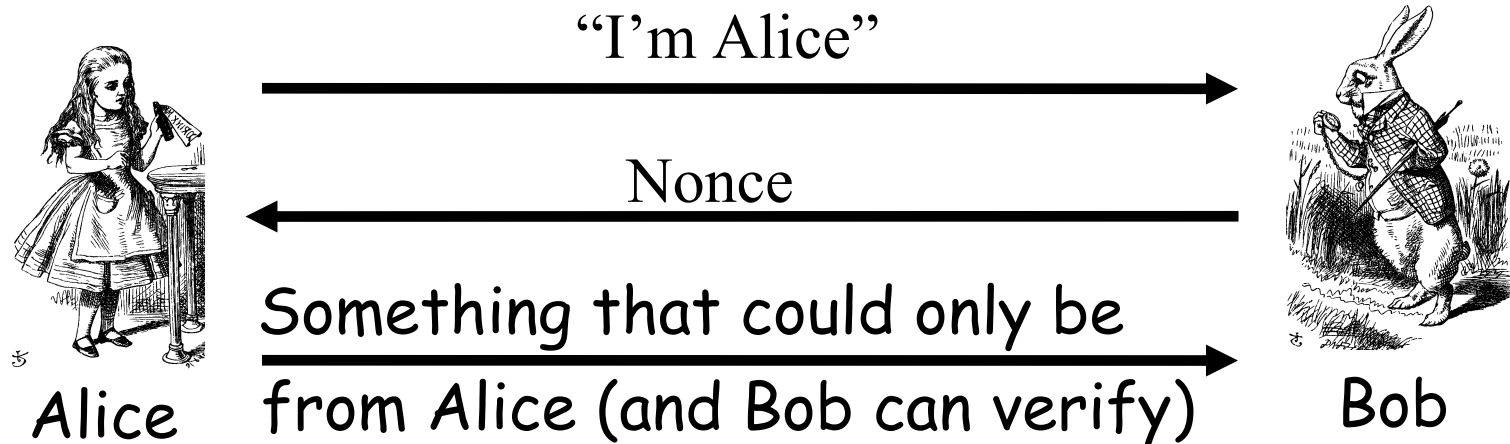 “I’m Alice”
Nonce
Something that could only be
from Alice (and Bob can verify)
Alice
Bob